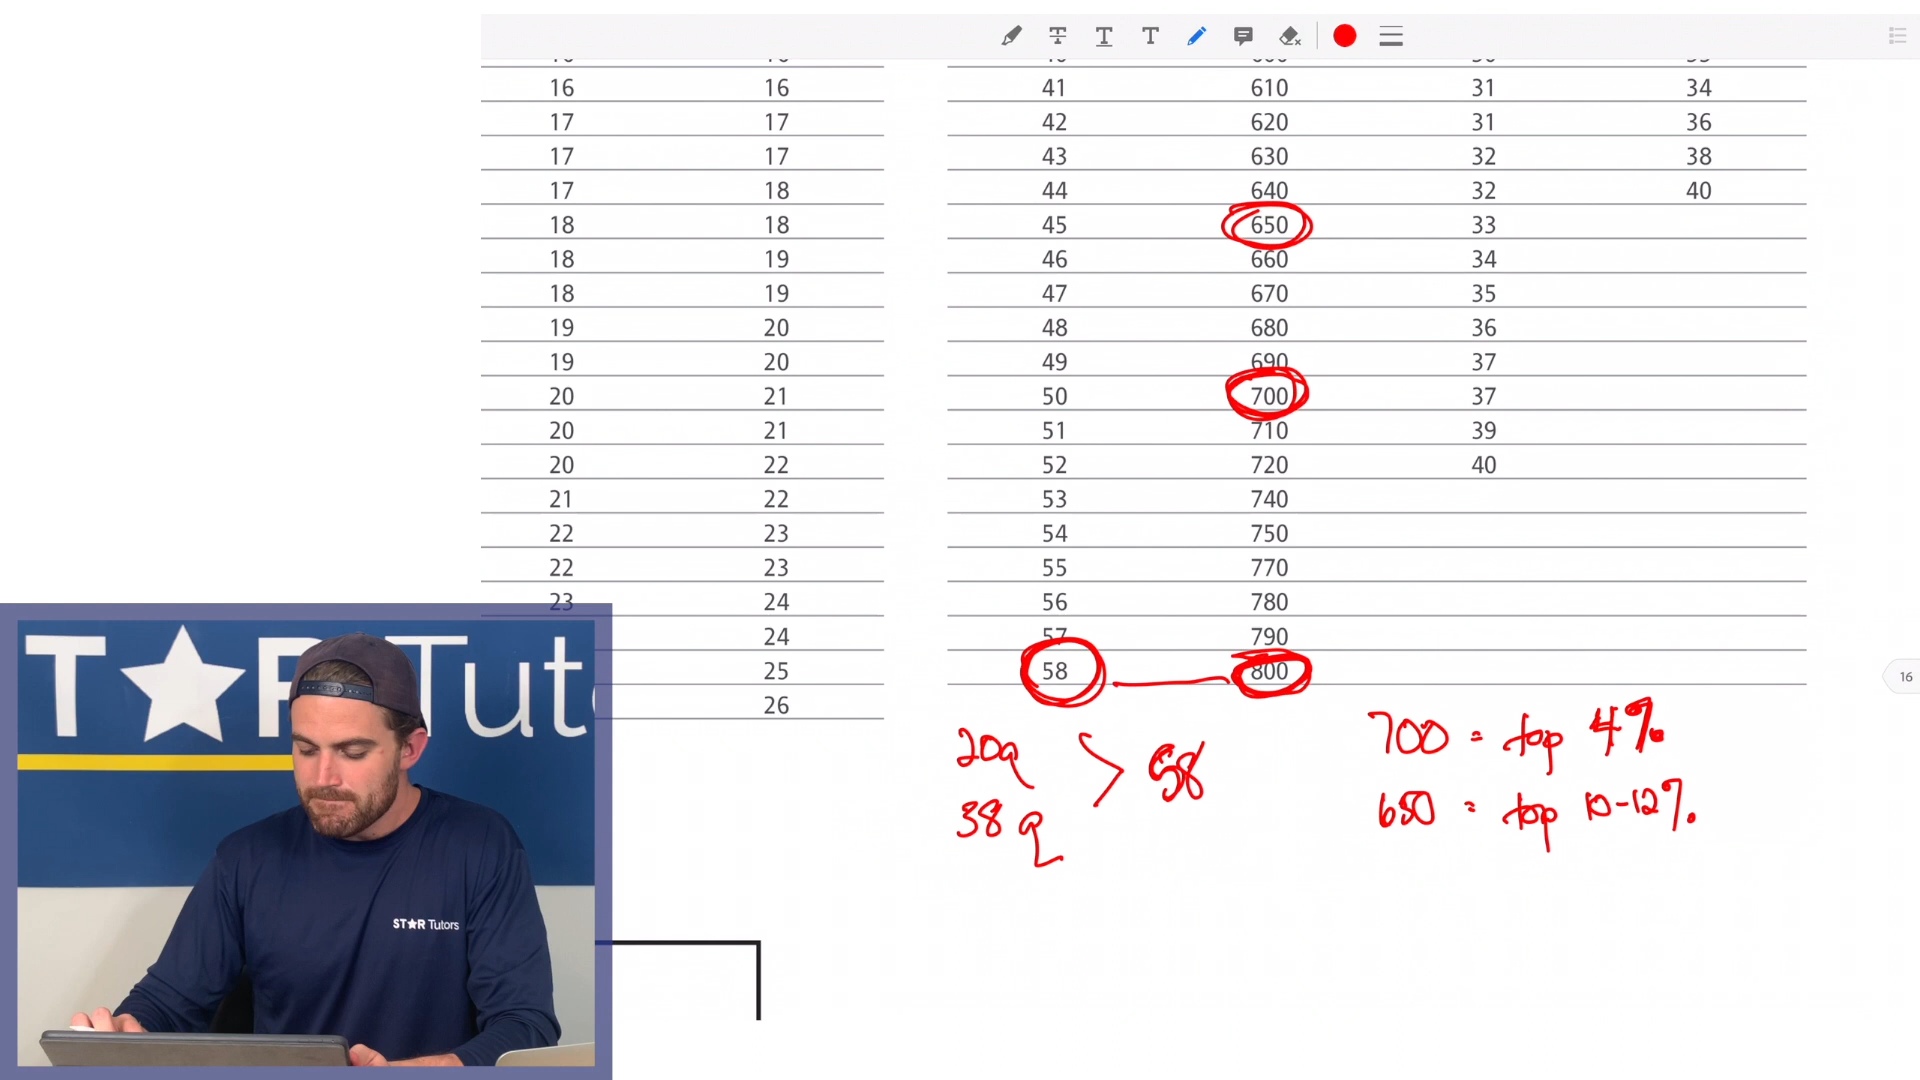 16 16 41 610 31 34
17 17 42 620 31 36
17 17 43 630 32 38
17 18 44 640 32 40
18 18 45 650 33
18 19 46 660 34
18 19 47 670 35
19 20 48 680 36
19 20 49 690 37
20 21 50 700 37
20 21 51 710 39
20 22 52 720 40
21 22 53 740
22 23 54 750
22 23 55 770
23 24 56 780
24 57 790
25 58 800
26
16
20q
38q
58
700 = top 4%
650 = top 10-12%
T★R Tut
ST★R Tutors